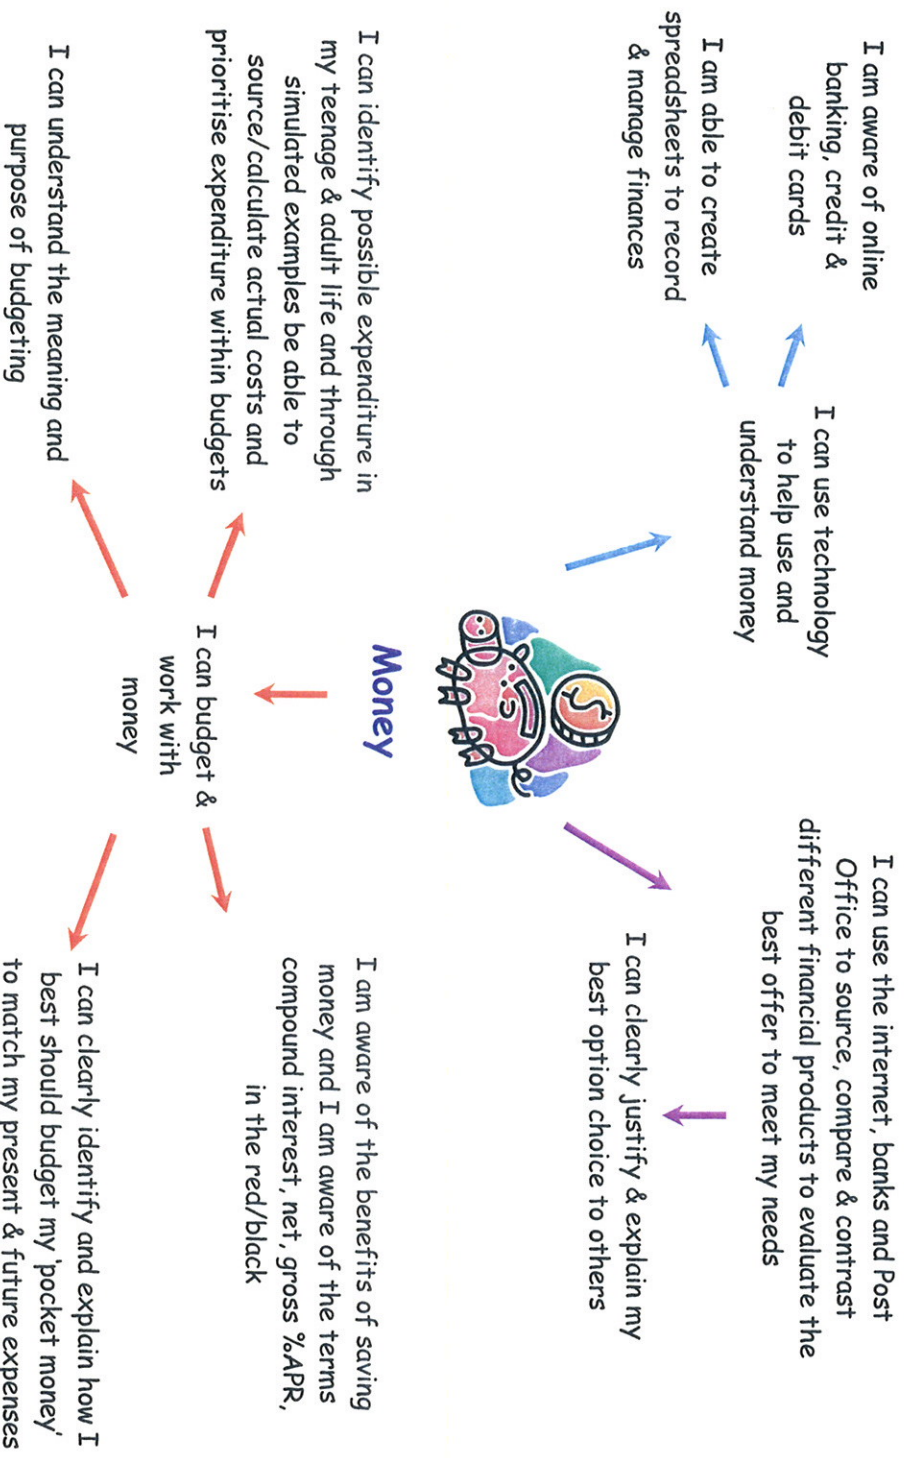 I am aware of online
banking, credit &
debit cards
I am able to create
spreadsheets to record
& manage finances
I can use technology
to help use and
understand money
I can use the internet, banks and Post
Office to source, compare & contrast
different financial products to evaluate the
best offer to meet my needs
I can clearly justify & explain my
best option choice to others
Money
I can identify possible expenditure in
my teenage & adult life and through
simulated examples be able to
source/calculate actual costs and
prioritise expenditure within budgets
I can understand the meaning and
purpose of budgeting
I can budget &
work with
money
I am aware of the benefits of saving
money and I am aware of the terms
compound interest, net, gross %APR,
in the red/black
I can clearly identify and explain how I
best should budget my 'pocket money'
to match my present & future expenses